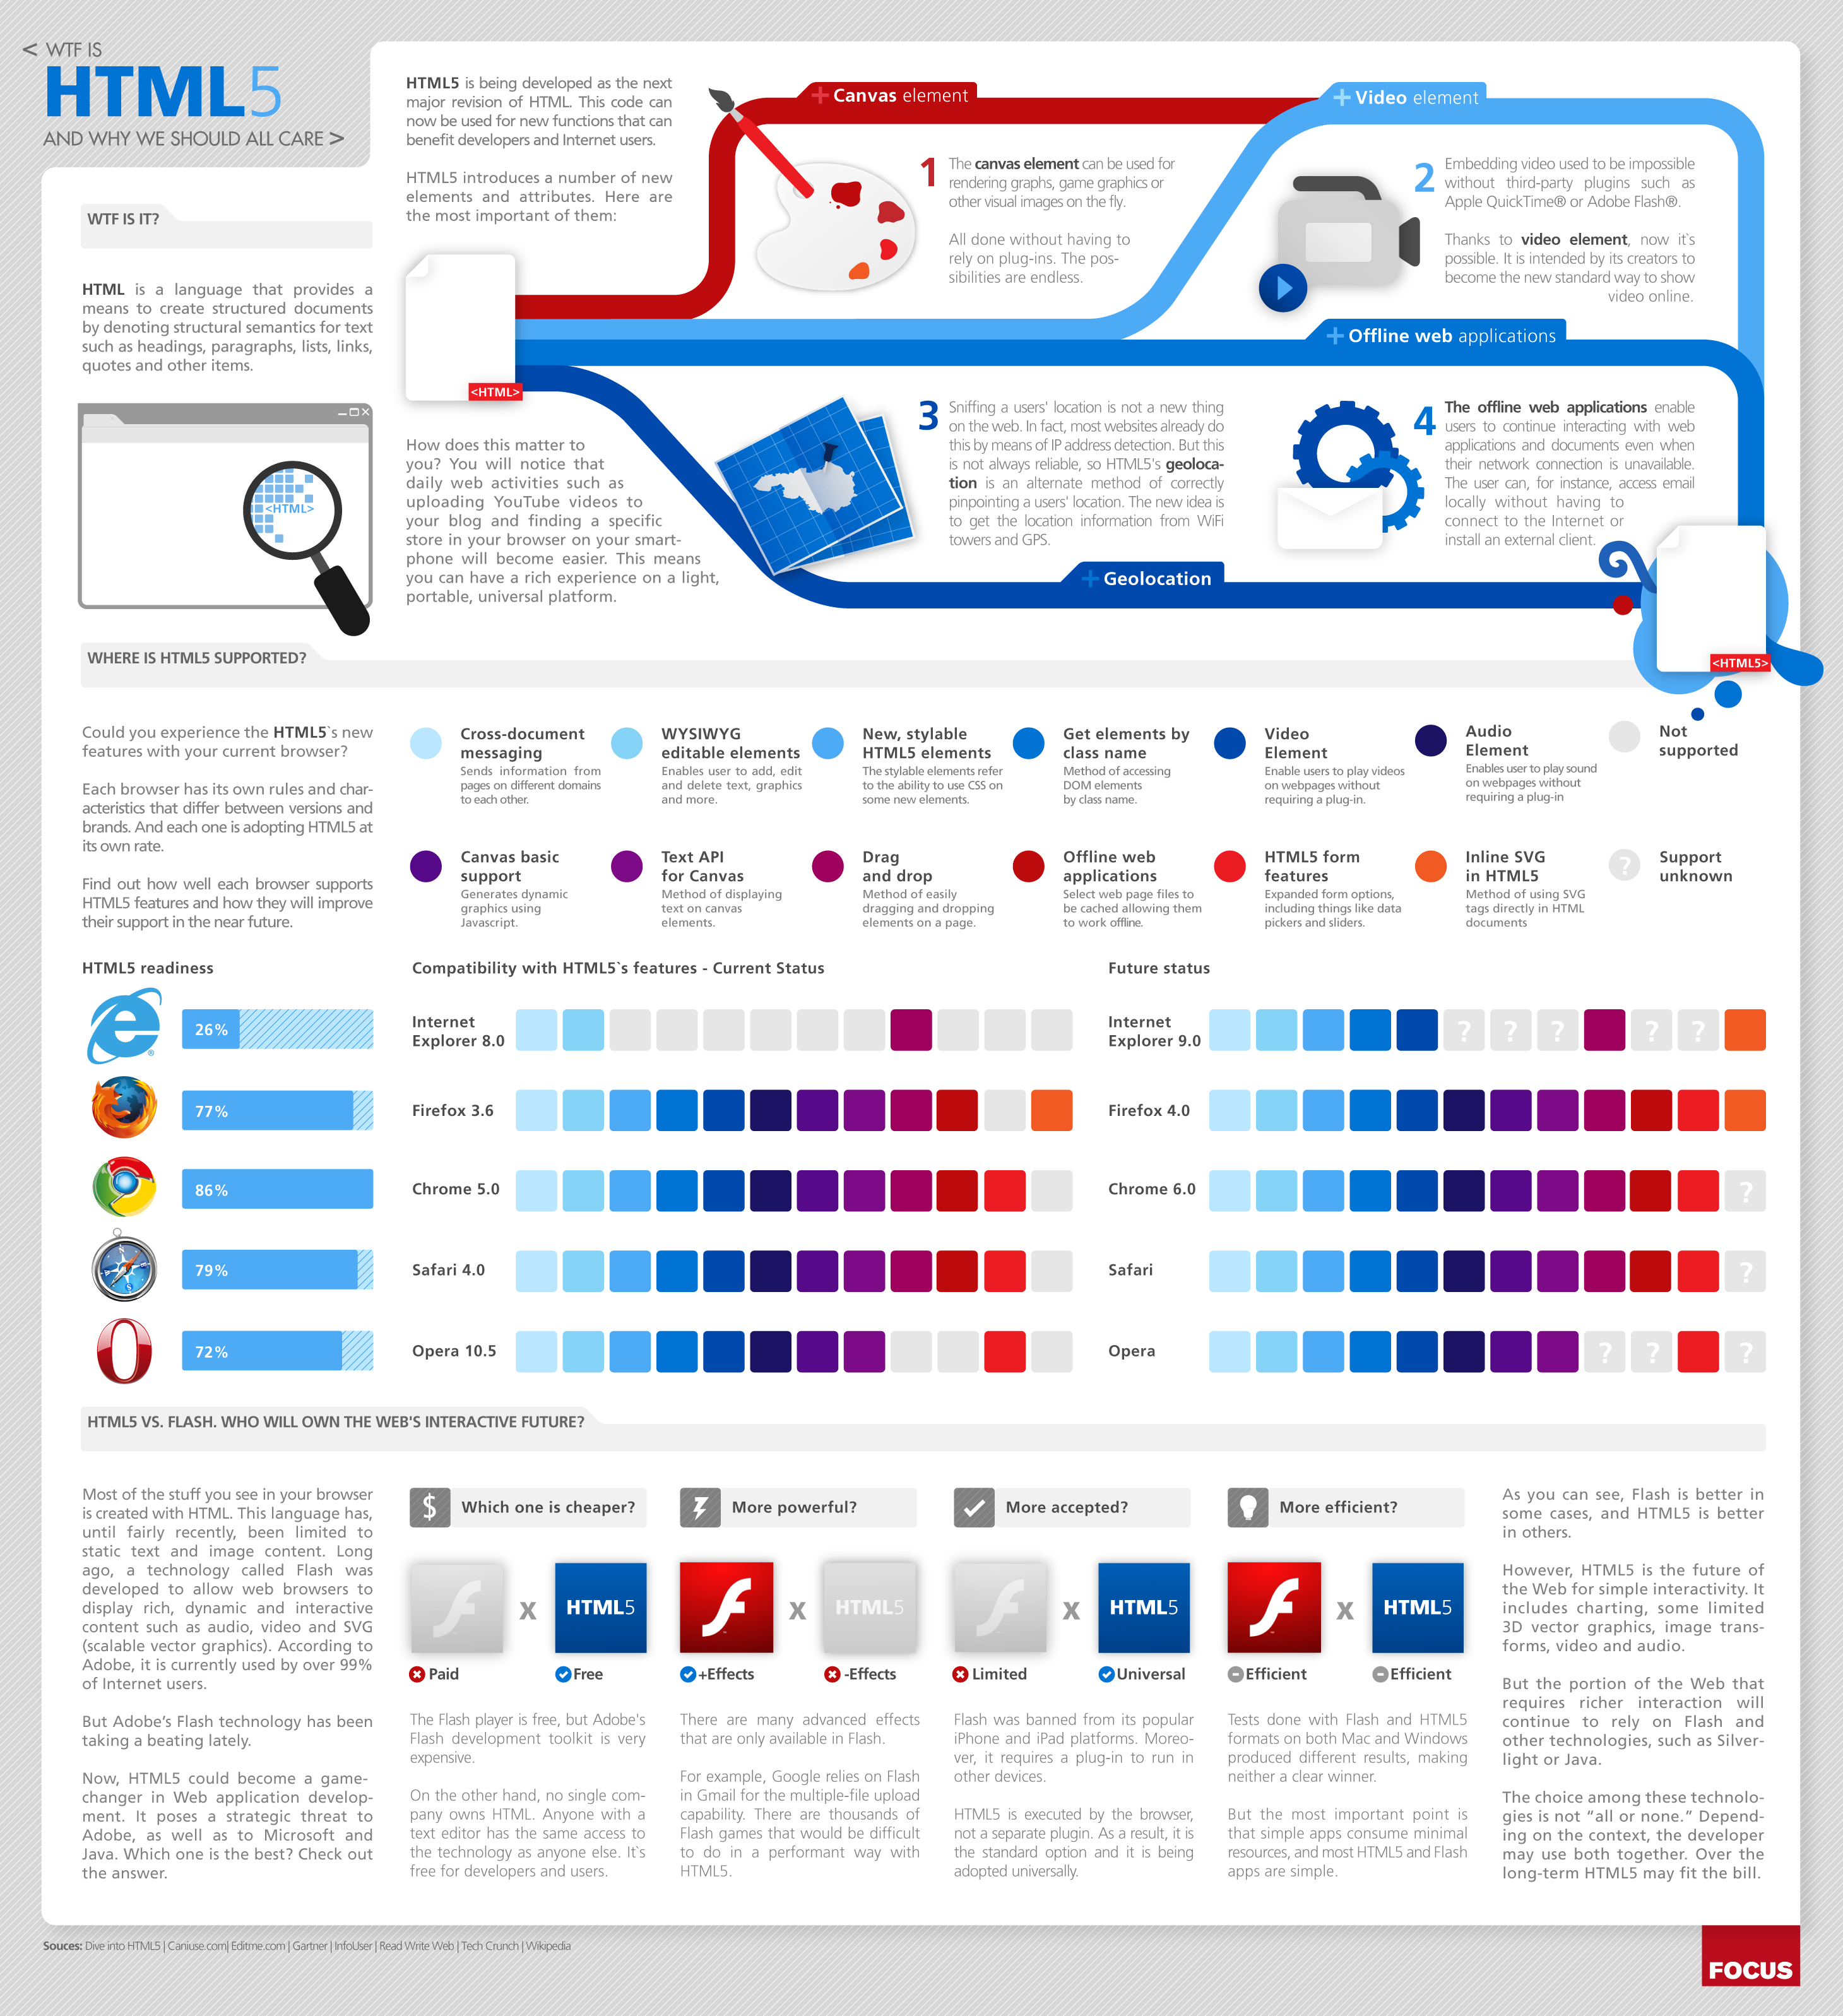 < WTF IS
HTML5
AND WHY WE SHOULD ALL CARE >
WTF IS IT?
HTML is a language that provides a
means to create structured documents
by denoting structural semantics for text
such as headings, paragraphs, lists, links,
quotes and other items.
<HTML>
HTML5 is being developed as the next
major revision of HTML. This code can
now be used for new functions that can
benefit developers and Internet users.
HTML5 introduces a number of new
elements and attributes. Here are
the most important of them:
<HTML>
How does this matter to
you? You will notice that
daily web activities such as
uploading YouTube videos to
your blog and finding a specific
store in your browser on your smart-
phone will become easier. This means
you can have a rich experience on a light,
portable, universal platform.
+ Canvas element
1
The canvas element can be used for
rendering graphs, game graphics or
other visual images on the fly.
All done without having to
rely on plug-ins. The pos-
sibilities are endless.
+ Video element
2
Embedding video used to be impossible
without third-party plugins such as
Apple QuickTime® or Adobe Flash®.
Thanks to video element, now it`s
possible. It is intended by its creators to
become the new standard way to show
video online.
+ Offline web applications
3
Sniffing a users' location is not a new thing
on the web. In fact, most websites already do
this by means of IP address detection. But this
is not always reliable, so HTML5's geoloca-
tion is an alternate method of correctly
pinpointing a users' location. The new idea is
to get the location information from WiFi
towers and GPS.
4
The offline web applications enable
users to continue interacting with web
applications and documents even when
their network connection is unavailable.
The user can, for instance, access email
locally without having to
connect to the Internet or
install an external client.
+ Geolocation
<HTML5>
WHERE IS HTML5 SUPPORTED?
Could you experience the HTML5`s new
features with your current browser?
Each browser has its own rules and char-
acteristics that differ between versions and
brands. And each one is adopting HTML5 at
its own rate.
Find out how well each browser supports
HTML5 features and how they will improve
their support in the near future.
Cross-document
messaging
Sends information from
pages on different domains
to each other.
WYSIWYG
editable elements
Enables user to add, edit
and delete text, graphics
and more.
New, stylable
HTML5 elements
The stylable elements refer
to the ability to use CSS on
some new elements.
Get elements by
class name
Method of accessing
DOM elements
by class name.
Video
Element
Enable users to play videos
on webpages without
requiring a plug-in.
Audio
Element
Enables user to play sound
on webpages without
requiring a plug-in
Not
supported
Canvas basic
support
Generates dynamic
graphics using
Javascript.
Text API
for Canvas
Method of displaying
text on canvas
elements.
Drag
and drop
Method of easily
dragging and dropping
elements on a page.
Offline web
applications
Select web page files to
be cached allowing them
to work offline.
HTML5 form
features
Expanded form options,
including things like data
pickers and sliders.
Inline SVG
in HTML5
Method of using SVG
tags directly in HTML
documents
?
Support
unknown
HTML5 readiness
Compatibility with HTML5`s features - Current Status
Future status
26%
Internet
Explorer 8.0
Internet
Explorer 9.0
? ? ? ? ?
77%
Firefox 3.6
Firefox 4.0
86%
Chrome 5.0
Chrome 6.0
?
79%
Safari 4.0
Safari
?
72%
Opera 10.5
Opera
? ? ?
HTML5 VS. FLASH. WHO WILL OWN THE WEB'S INTERACTIVE FUTURE?
Most of the stuff you see in your browser
is created with HTML. This language has,
until fairly recently, been limited to
static text and image content. Long
ago, a technology called Flash was
developed to allow web browsers to
display rich, dynamic and interactive
content such as audio, video and SVG
(scalable vector graphics). According to
Adobe, it is currently used by over 99%
of Internet users.
But Adobe's Flash technology has been
taking a beating lately.
Now, HTML5 could become a game-
changer in Web application develop-
ment. It poses a strategic threat to
Adobe, as well as to Microsoft and
Java. Which one is the best? Check out
the answer.
$ Which one is cheaper?
x HTML5
Paid Free
The Flash player is free, but Adobe's
Flash development toolkit is very
expensive.
On the other hand, no single com-
pany owns HTML. Anyone with a
text editor has the same access to
the technology as anyone else. It`s
free for developers and users.
More powerful?
x HTML5
+Effects -Effects
There are many advanced effects
that are only available in Flash.
For example, Google relies on Flash
in Gmail for the multiple-file upload
capability. There are thousands of
Flash games that would be difficult
to do in a performant way with
HTML5.
More accepted?
x HTML5
Limited Universal
Flash was banned from its popular
iPhone and iPad platforms. Moreo-
ver, it requires a plug-in to run in
other devices.
HTML5 is executed by the browser,
not a separate plugin. As a result, it is
the standard option and it is being
adopted universally.
More efficient?
x HTML5
Efficient Efficient
Tests done with Flash and HTML5
formats on both Mac and Windows
produced different results, making
neither a clear winner.
But the most important point is
that simple apps consume minimal
resources, and most HTML5 and Flash
apps are simple.
As you can see, Flash is better in
some cases, and HTML5 is better
in others.
However, HTML5 is the future of
the Web for simple interactivity. It
includes charting, some limited
3D vector graphics, image trans-
forms, video and audio.
But the portion of the Web that
requires richer interaction will
continue to rely on Flash and
other technologies, such as Silver-
light or Java.
The choice among these technolo-
gies is not “all or none.” Depend-
ing on the context, the developer
may use both together. Over the
long-term HTML5 may fit the bill.
Souces: Dive into HTML5 | Caniuse.com| Editme.com | Gartner | InfoUser | Read Write Web | Tech Crunch | Wikipedia
FOCUS